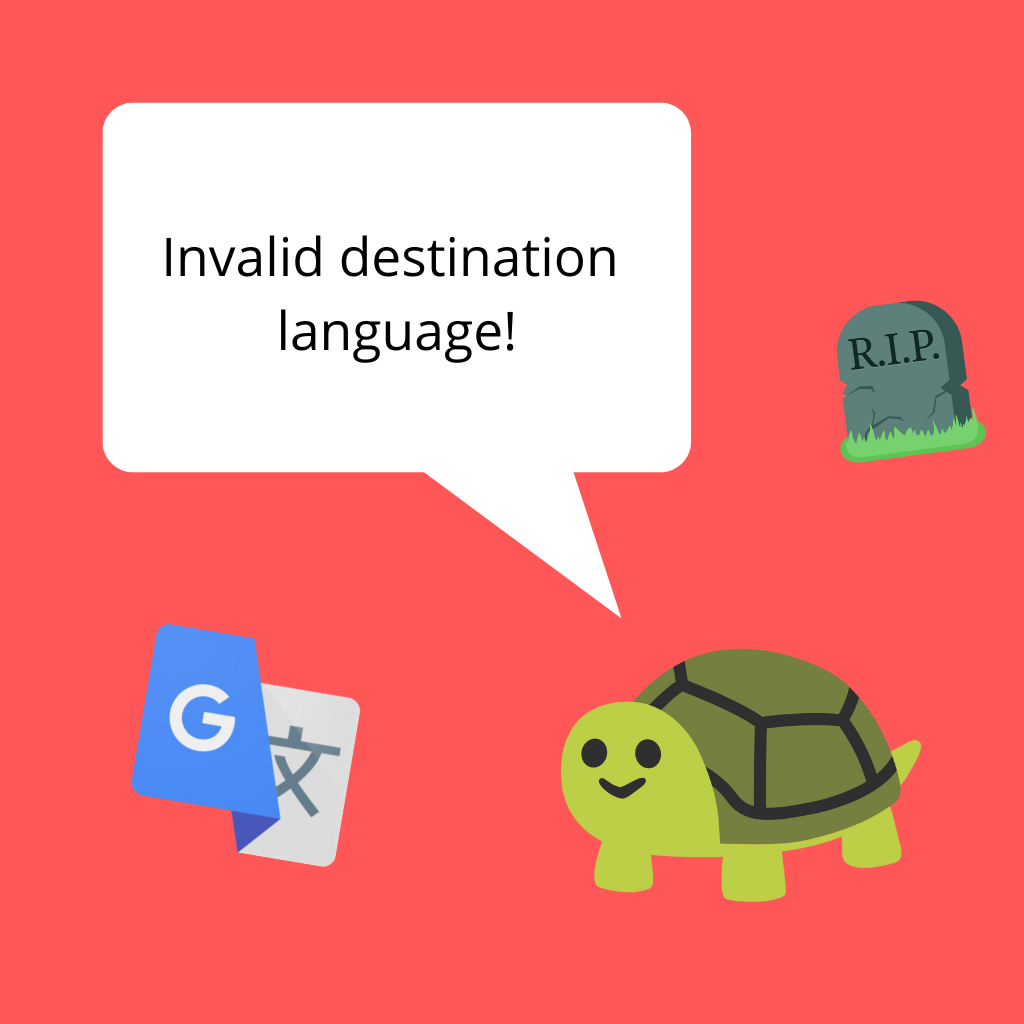 Invalid destination
language!
R.I.P.
G
文